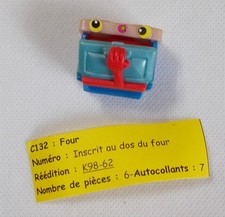 C132 : Four
Numéro : Inscrit au dos du four
Réédition : K98-62
Nombre de pièces : 6-Autocollants : 7